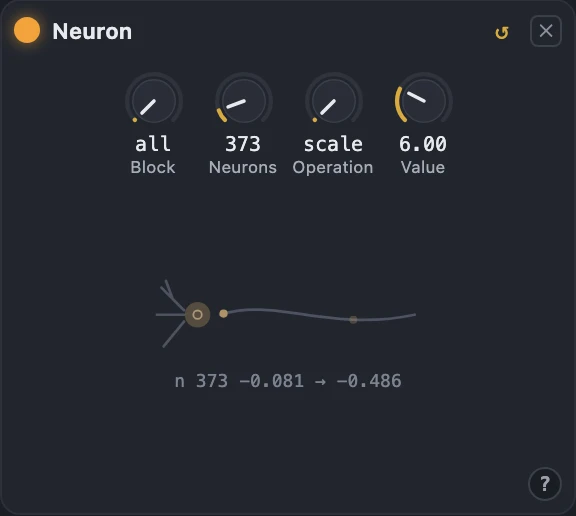 Neuron
all 373 scale 6.00
Block Neurons Operation Value
n 373 −0.081 → −0.486
?